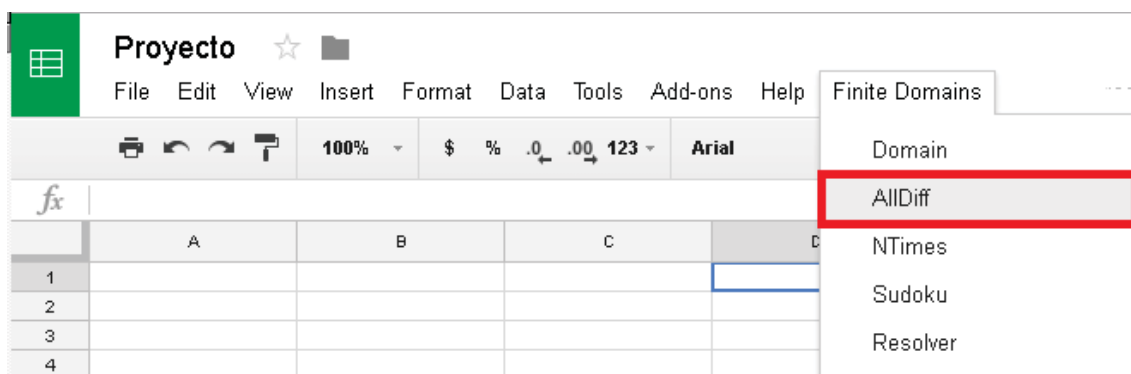 Proyecto
File Edit View Insert Format Data Tools Add-ons Help Finite Domains
100% $ % .0 .00 123 Arial
Domain
fx
AllDiff
A B C D
NTimes
1
2
Sudoku
3
Resolver
4